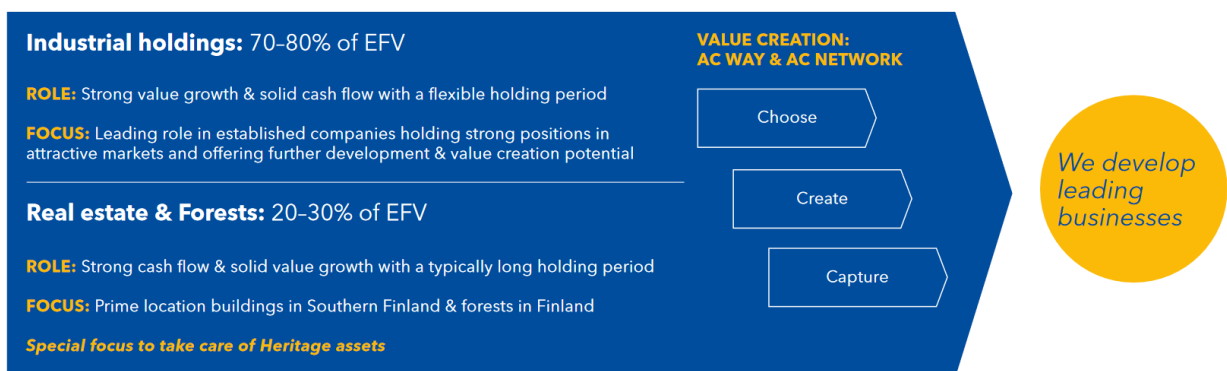 Industrial holdings: 70–80% of EFV
ROLE: Strong value growth & solid cash flow with a flexible holding period
FOCUS: Leading role in established companies holding strong positions in
attractive markets and offering further development & value creation potential
Real estate & Forests: 20–30% of EFV
ROLE: Strong cash flow & solid value growth with a typically long holding period
FOCUS: Prime location buildings in Southern Finland & forests in Finland
Special focus to take care of Heritage assets
VALUE CREATION:
AC WAY & AC NETWORK
Choose
Create
Capture
We develop
leading
businesses